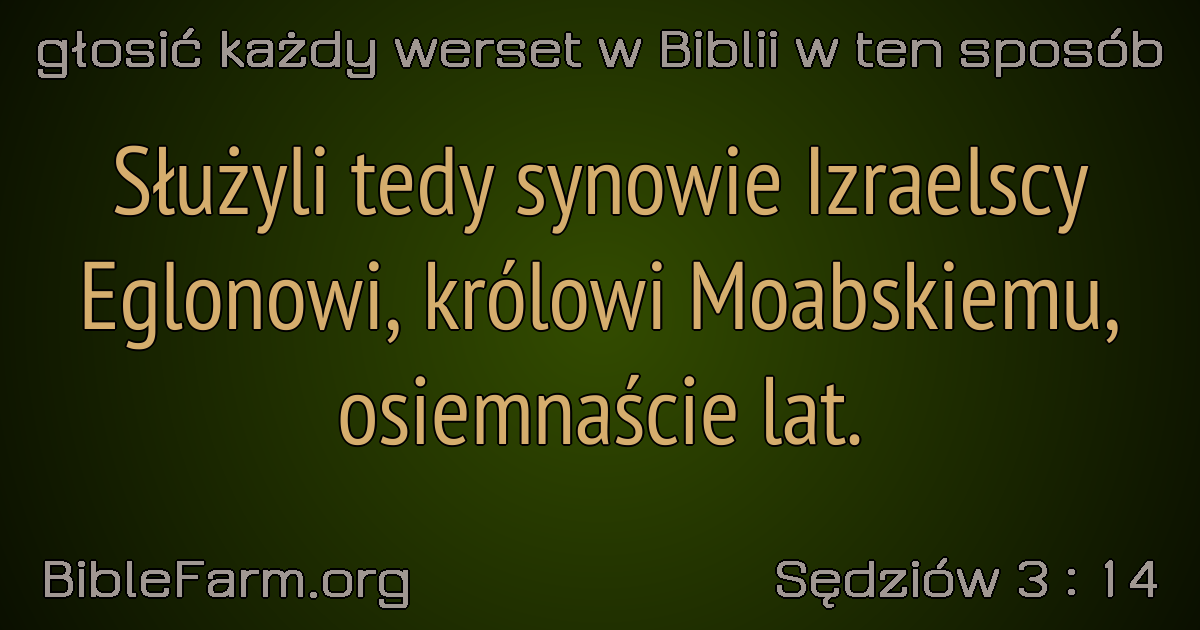 głosić każdy werset w Biblii w ten sposób
Służyli tedy synowie Izraelscy
Eglonowi, królowi Moabskiemu,
osiemnaście lat.
BibleFarm.org
Sędziów 3 : 14